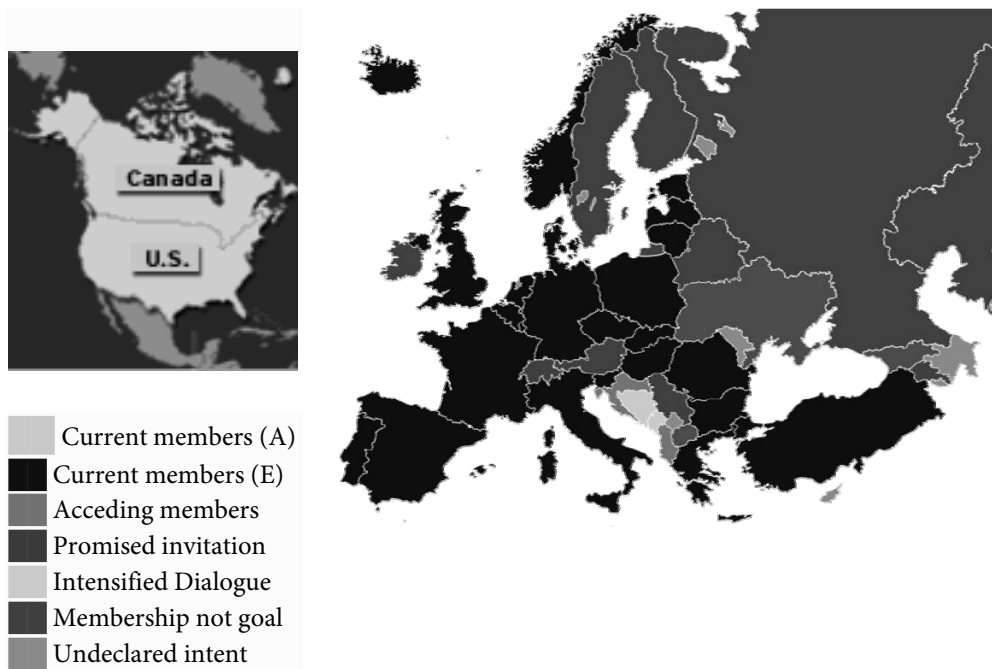 Canada
U.S.
Current members (A)
Current members (E)
Acceding members
Promised invitation
Intensified Dialogue
Membership not goal
Undeclared intent